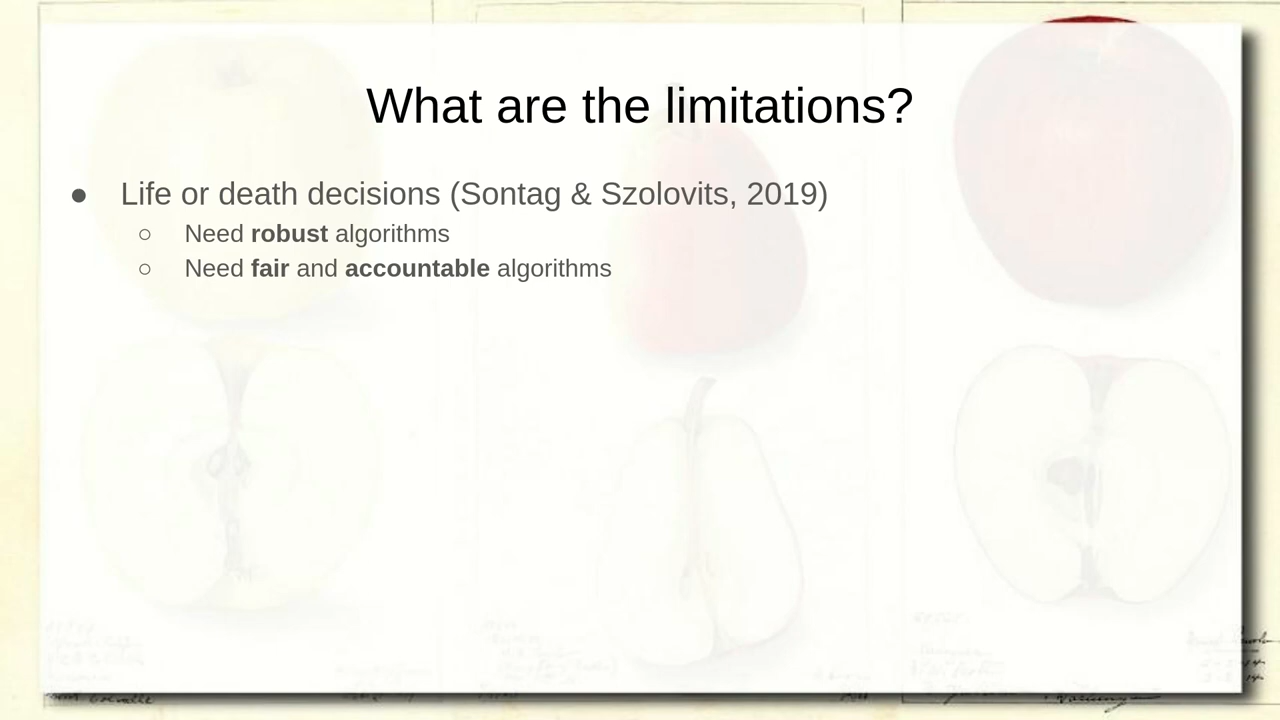 What are the limitations?
● Life or death decisions (Sontag & Szolovits, 2019)
○ Need robust algorithms
○ Need fair and accountable algorithms